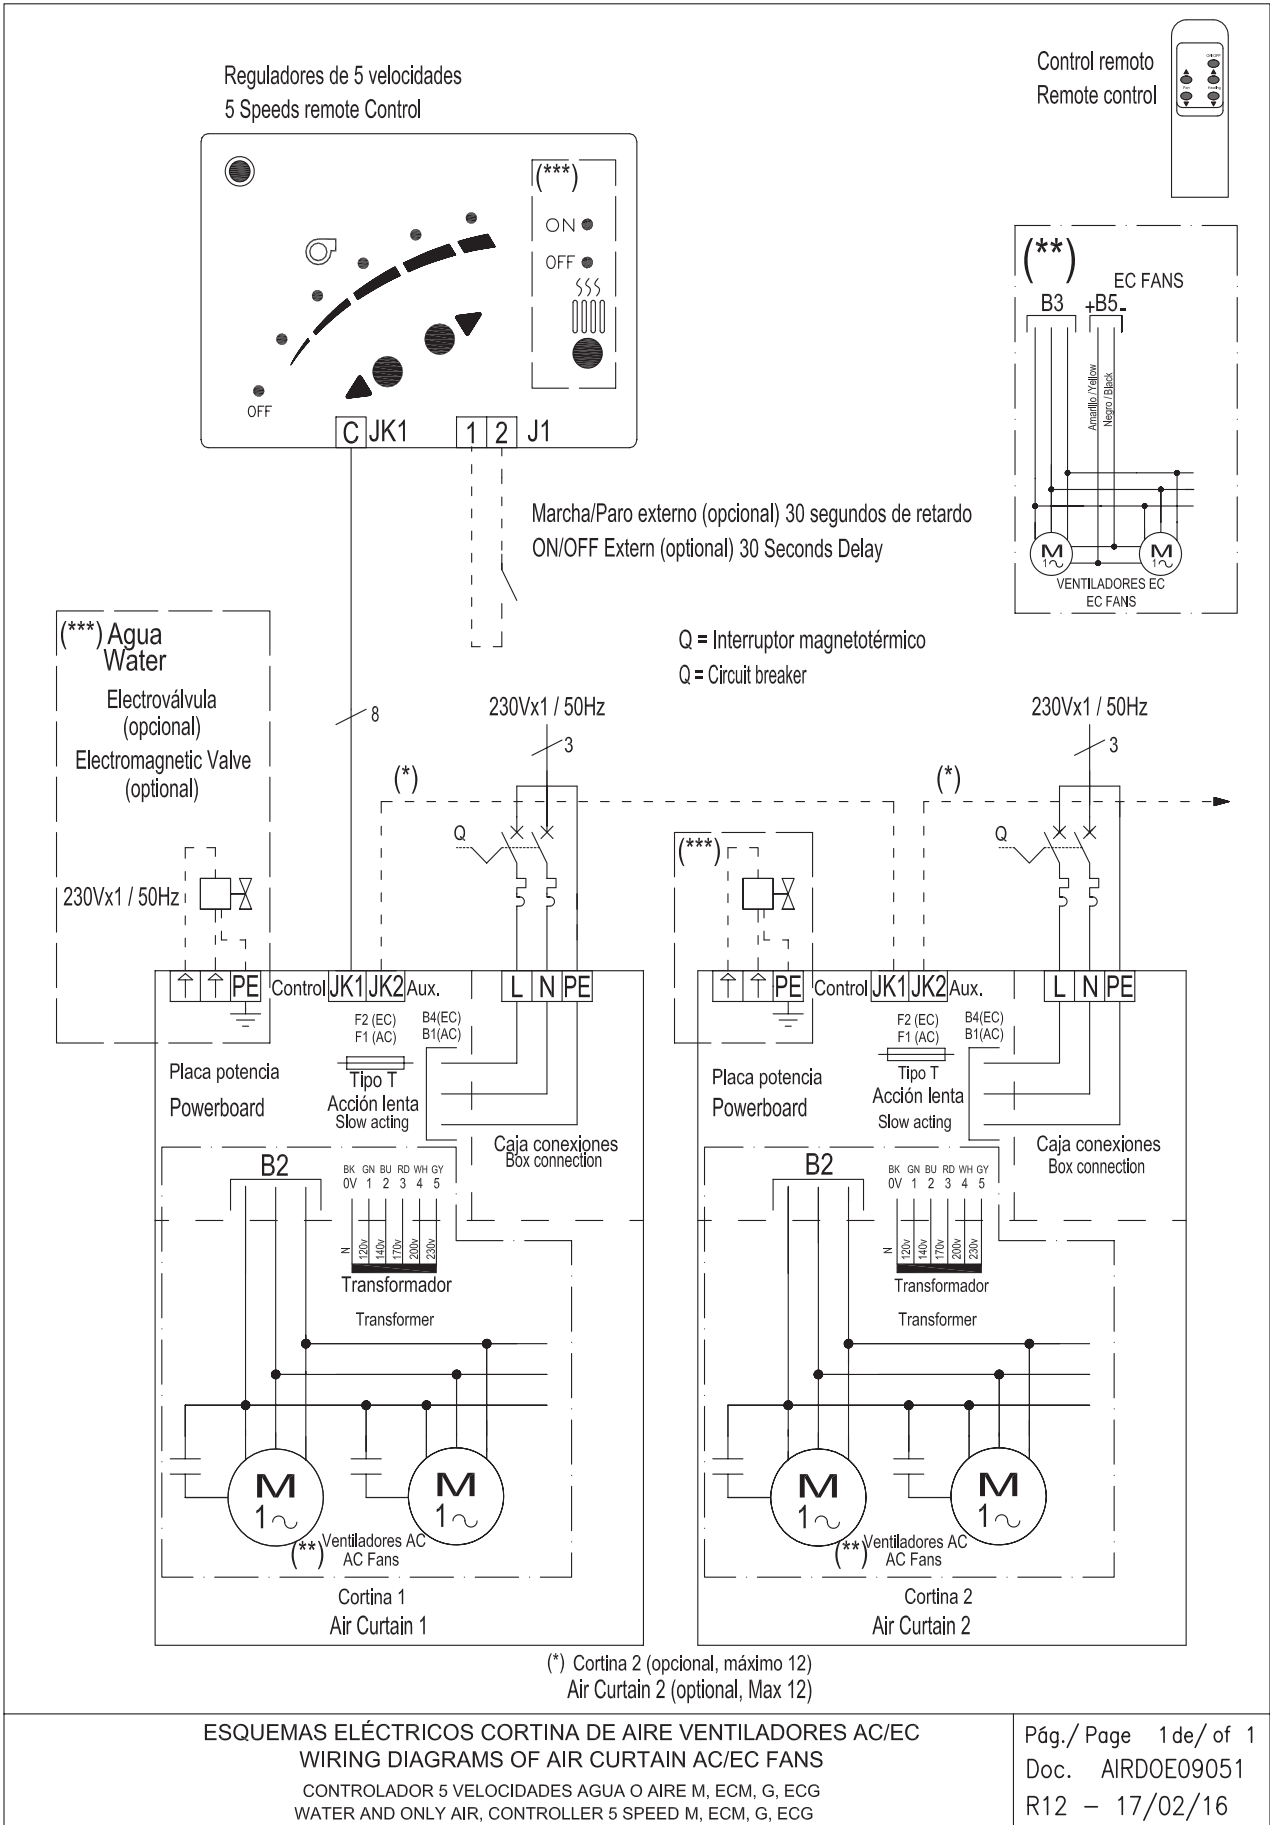 Reguladores de 5 velocidades
5 Speeds remote Control
Control remoto
Remote control
ON/OFF
Fan
Heating
(***)
ON
OFF
OFF
C JK1
1 2 J1
(**)
EC FANS
B3 +B5-
Amarillo /Yellow
Negro / Black
M
1~
M
1~
VENTILADORES EC
EC FANS
Marcha/Paro externo (opcional) 30 segundos de retardo
ON/OFF Extern (optional) 30 Seconds Delay
Q = Interruptor magnetotérmico
Q = Circuit breaker
(***) Agua
Water
Electroválvula
(opcional)
Electromagnetic Valve
(optional)
230Vx1 / 50Hz
8
230Vx1 / 50Hz
3
(*)
Q
230Vx1 / 50Hz
3
(*)
Q
(***)
PE Control JK1 JK2 Aux. L N PE
F2 (EC)
F1 (AC)
B4(EC)
B1(AC)
Tipo T
Acción lenta
Slow acting
Placa potencia
Powerboard
Caja conexiones
Box connection
B2
BK GN BU RD WH GY
0V 1 2 3 4 5
N 120v 140v 170v 200v 230v
Transformador
Transformer
M
1~
M
1~
(**) Ventiladores AC
AC Fans
Cortina 1
Air Curtain 1
PE Control JK1 JK2 Aux. L N PE
F2 (EC)
F1 (AC)
B4(EC)
B1(AC)
Tipo T
Acción lenta
Slow acting
Placa potencia
Powerboard
Caja conexiones
Box connection
B2
BK GN BU RD WH GY
0V 1 2 3 4 5
N 120v 140v 170v 200v 230v
Transformador
Transformer
M
1~
M
1~
(**) Ventiladores AC
AC Fans
Cortina 2
Air Curtain 2
(*) Cortina 2 (opcional, máximo 12)
Air Curtain 2 (optional, Max 12)
ESQUEMAS ELÉCTRICOS CORTINA DE AIRE VENTILADORES AC/EC
WIRING DIAGRAMS OF AIR CURTAIN AC/EC FANS
CONTROLADOR 5 VELOCIDADES AGUA O AIRE M, ECM, G, ECG
WATER AND ONLY AIR, CONTROLLER 5 SPEED M, ECM, G, ECG
Pág./ Page 1 de/ of 1
Doc. AIRDOE09051
R12 - 17/02/16